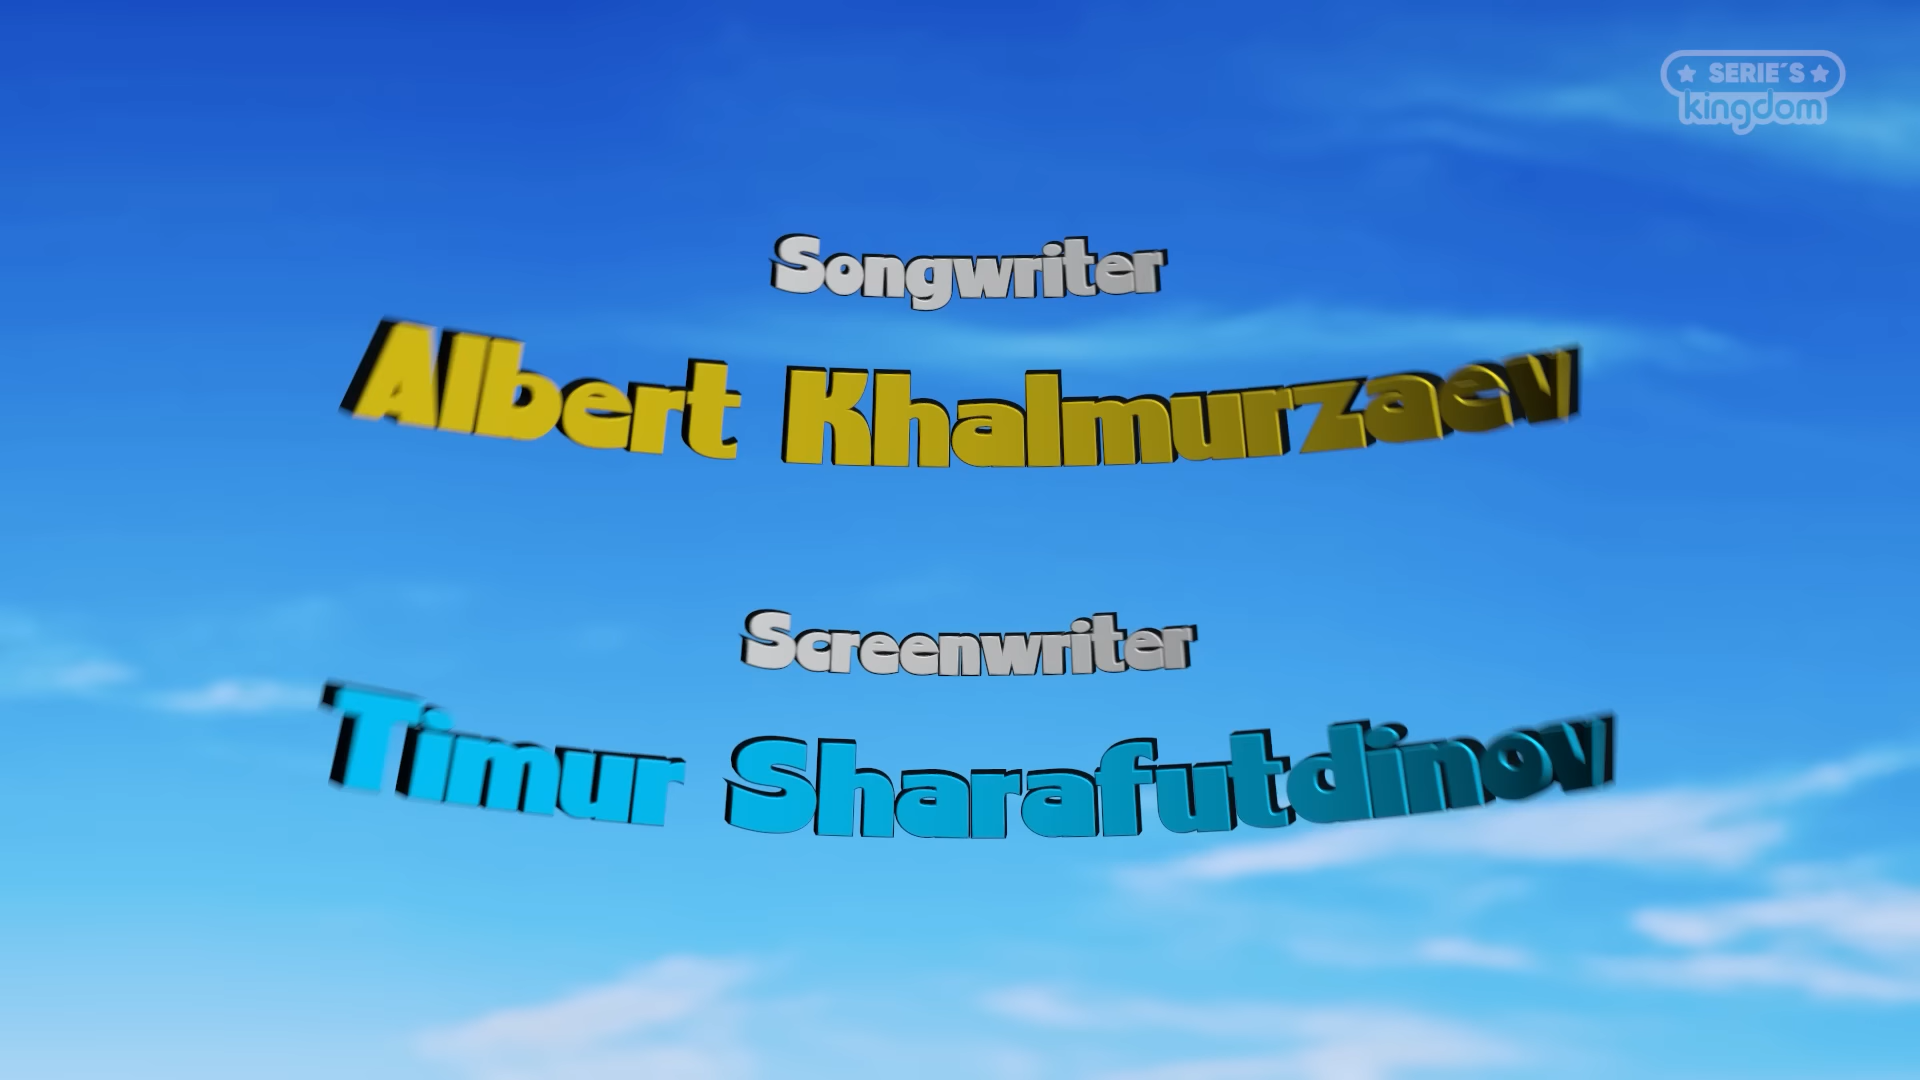 SERIE´S
kingdom
Songwriter
Albert Khalmurzaev
Screenwriter
Timur Sharafutdinov